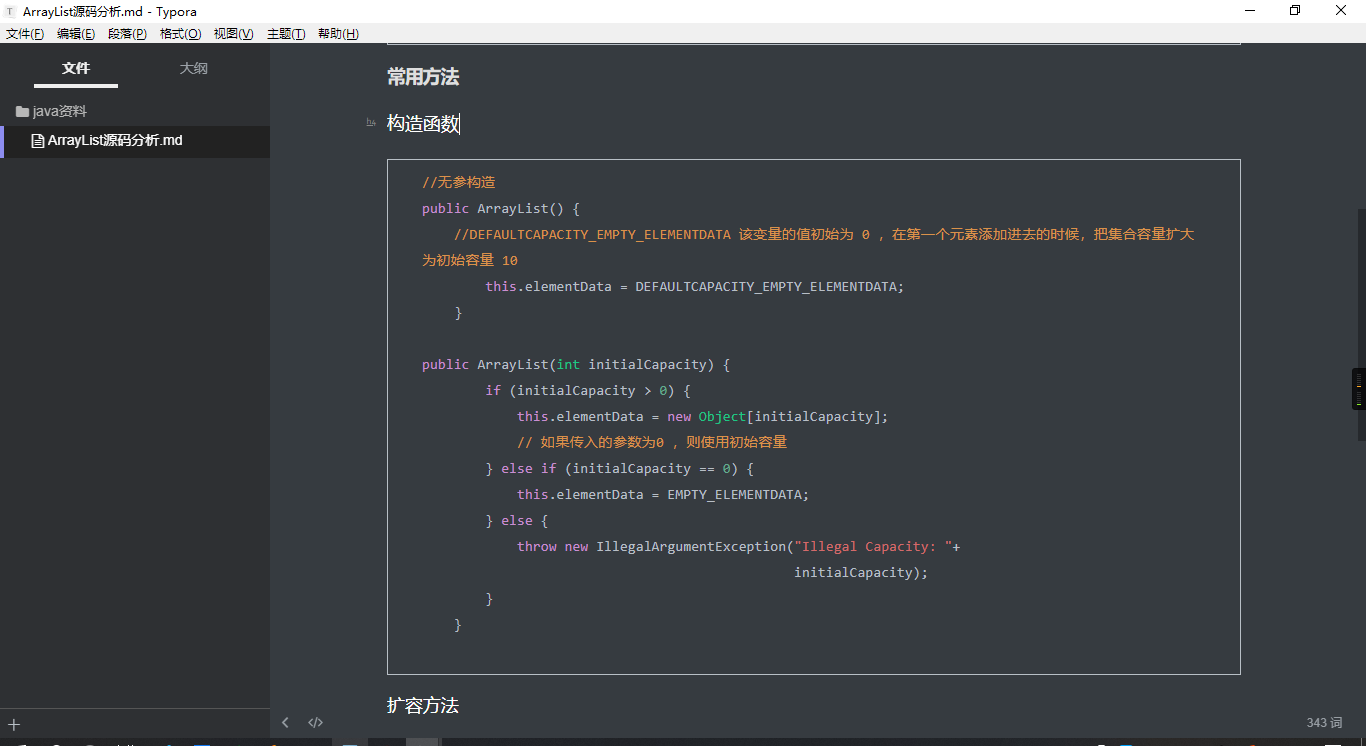 T ArrayList源码分析.md - Typora
文件(F) 编辑(E) 段落(P) 格式(O) 视图(V) 主题(T) 帮助(H)
文件 大纲
java资料
ArrayList源码分析.md
常用方法
h4 构造函数
//无参构造
public ArrayList() {
//DEFAULTCAPACITY_EMPTY_ELEMENTDATA 该变量的值初始为 0 ，在第一个元素添加进去的时候，把集合容量扩大
为初始容量 10
this.elementData = DEFAULTCAPACITY_EMPTY_ELEMENTDATA;
}
public ArrayList(int initialCapacity) {
if (initialCapacity > 0) {
this.elementData = new Object[initialCapacity];
// 如果传入的参数为0 ，则使用初始容量
} else if (initialCapacity == 0) {
this.elementData = EMPTY_ELEMENTDATA;
} else {
throw new IllegalArgumentException("Illegal Capacity: "+
initialCapacity);
}
}
扩容方法
+ < </> 343 词